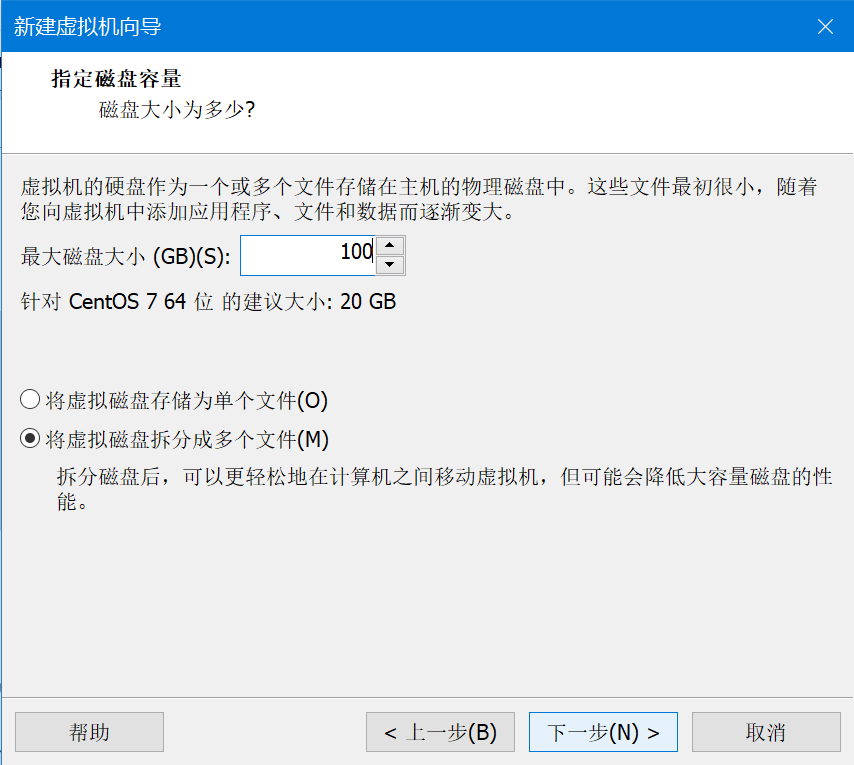 新建虚拟机向导
指定磁盘容量
磁盘大小为多少?
虚拟机的硬盘作为一个或多个文件存储在主机的物理磁盘中。这些文件最初很小，随着
您向虚拟机中添加应用程序、文件和数据而逐渐变大。
最大磁盘大小 (GB)(S): 100
针对 CentOS 7 64 位 的建议大小: 20 GB
将虚拟磁盘存储为单个文件(O)
将虚拟磁盘拆分成多个文件(M)
拆分磁盘后，可以更轻松地在计算机之间移动虚拟机，但可能会降低大容量磁盘的性
能。
帮助 < 上一步(B) 下一步(N) > 取消